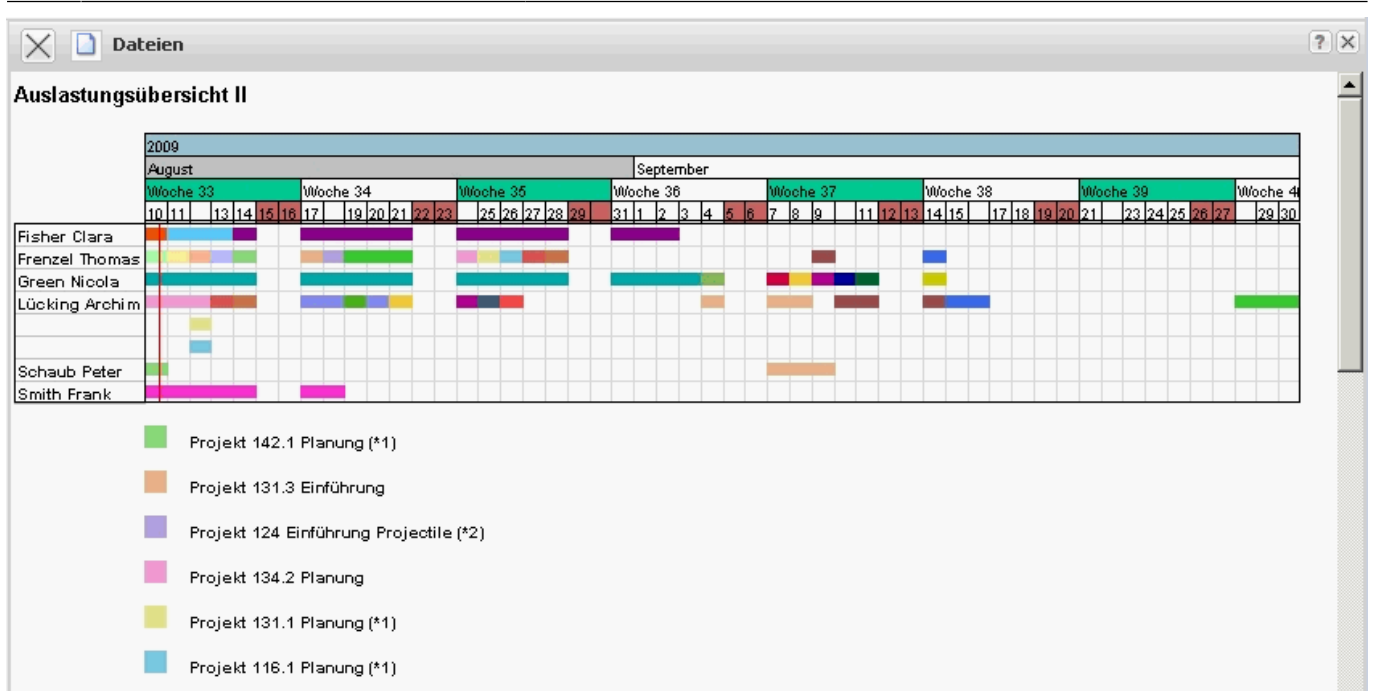 Dateien
Auslastungsübersicht II
2009
August September
Woche 33 Woche 34 Woche 35 Woche 36 Woche 37 Woche 38 Woche 39 Woche 4
10 11 13 14 15 16 17 19 20 21 22 23 25 26 27 28 29 31 1 2 3 4 5 6 7 8 9 11 12 13 14 15 17 18 19 20 21 23 24 25 26 27 29 30
Fisher Clara
Frenzel Thomas
Green Nicola
Lücking Archim
Schaub Peter
Smith Frank
Projekt 142.1 Planung (*1)
Projekt 131.3 Einführung
Projekt 124 Einführung Projectile (*2)
Projekt 134.2 Planung
Projekt 131.1 Planung (*1)
Projekt 116.1 Planung (*1)